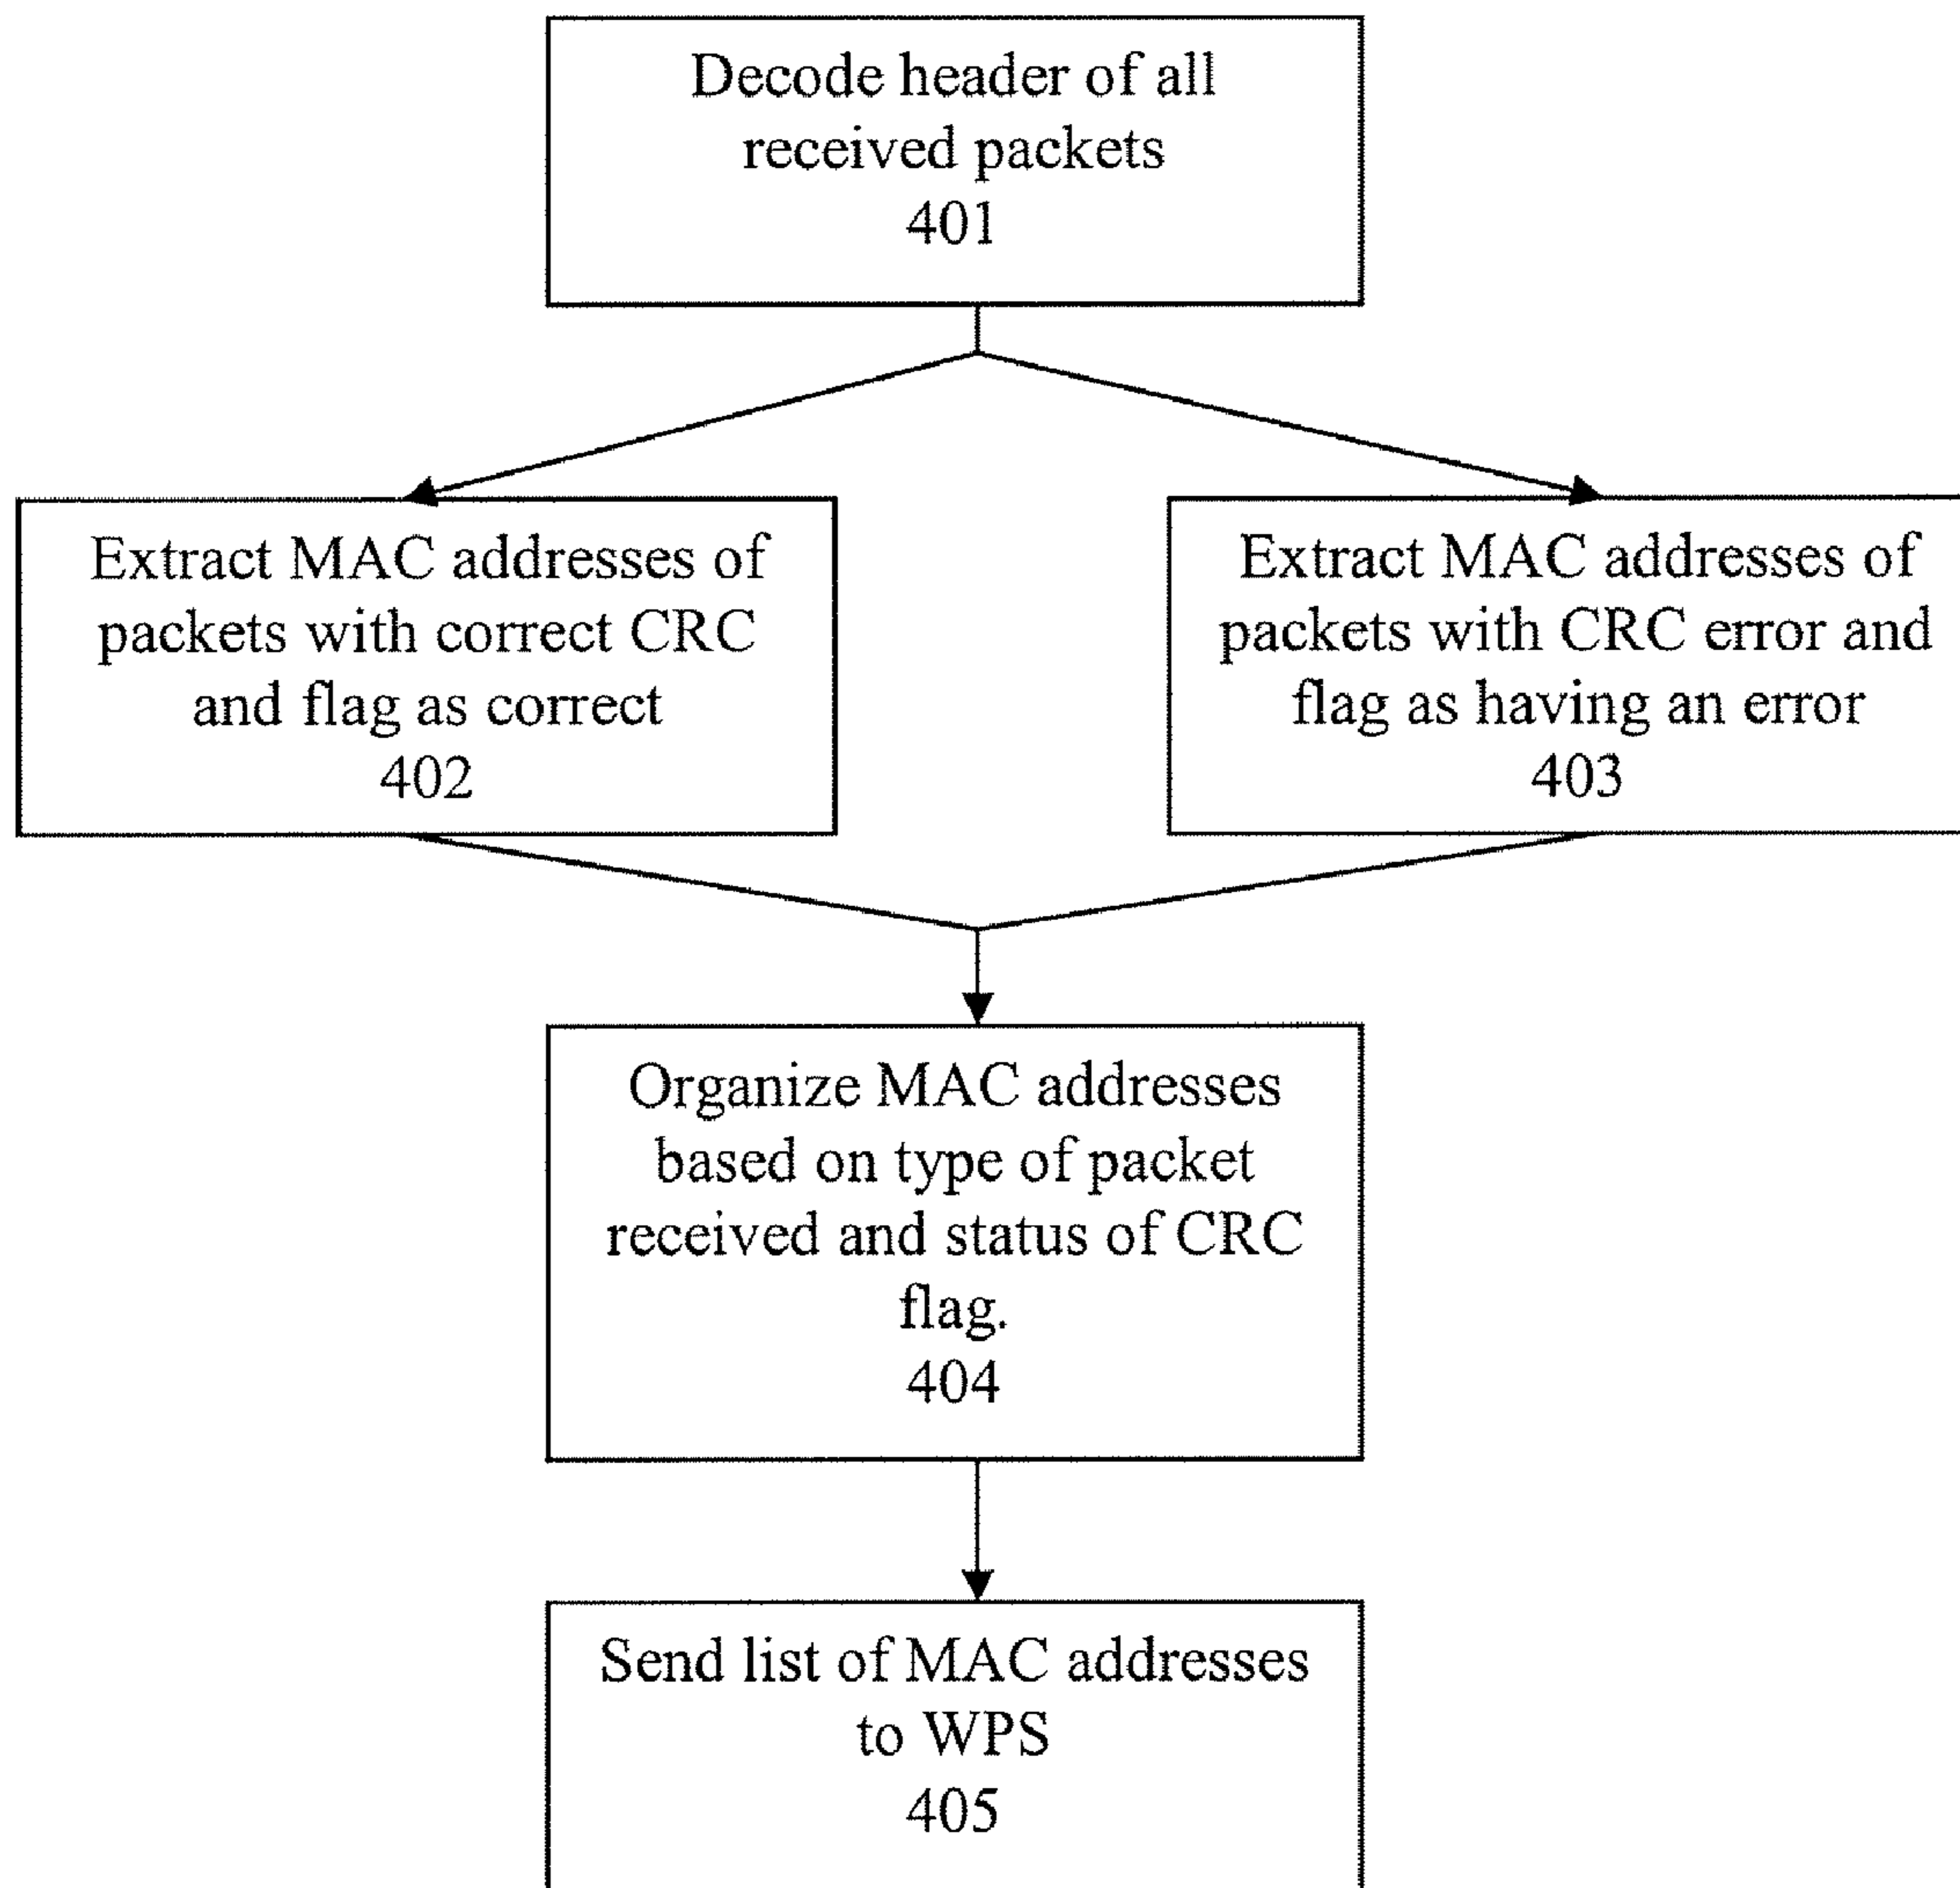 Decode header of all
received packets
401
Extract MAC addresses of
packets with correct CRC
and flag as correct
402
Extract MAC addresses of
packets with CRC error and
flag as having an error
403
Organize MAC addresses
based on type of packet
received and status of CRC
flag.
404
Send list of MAC addresses
to WPS
405